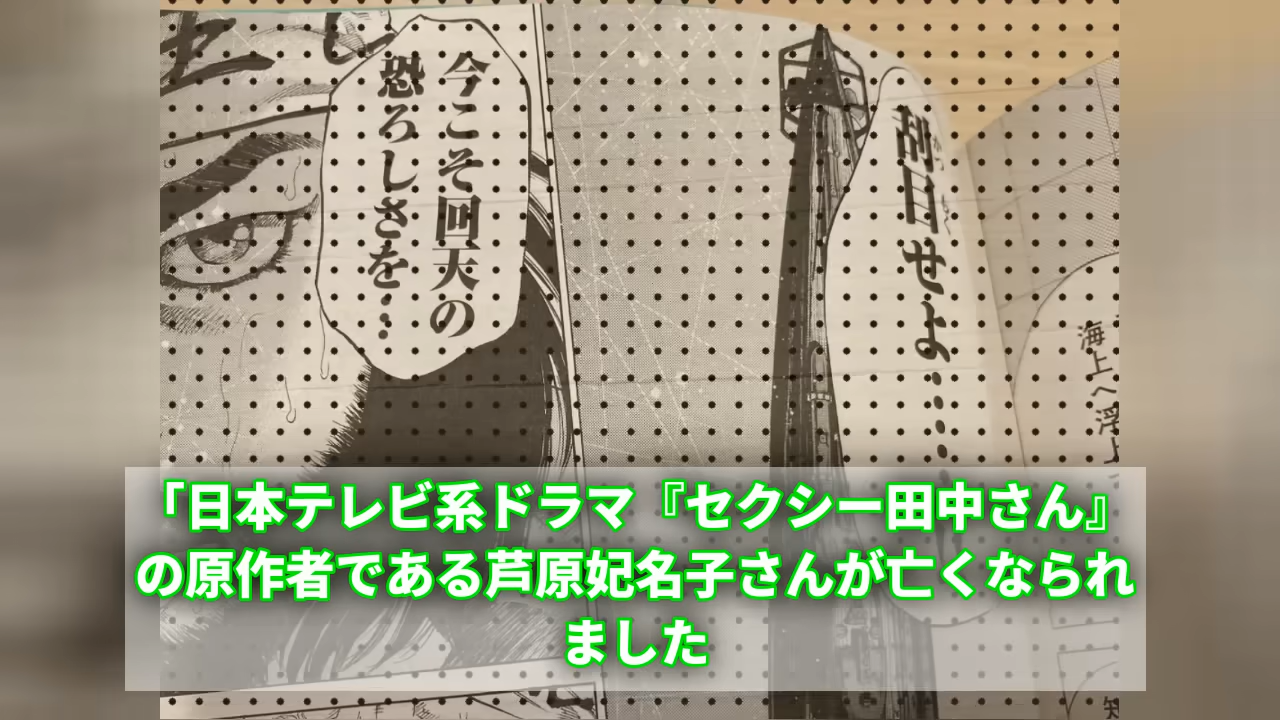 今こそ回天の
恐ろしさを…
刮目せよ………
海上へ浮上
「日本テレビ系ドラマ『セクシー田中さん』
の原作者である芦原妃名子さんが亡くなられ
ました